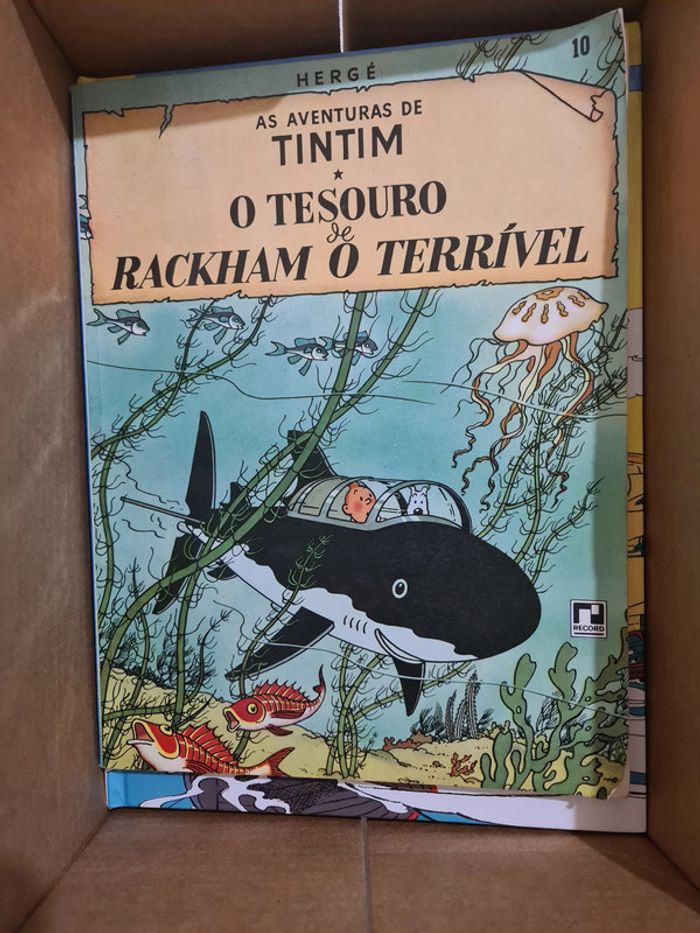 10
HERGÉ
AS AVENTURAS DE
TINTIM
O TESOURO
de
RACKHAM O TERRÍVEL
RECORD